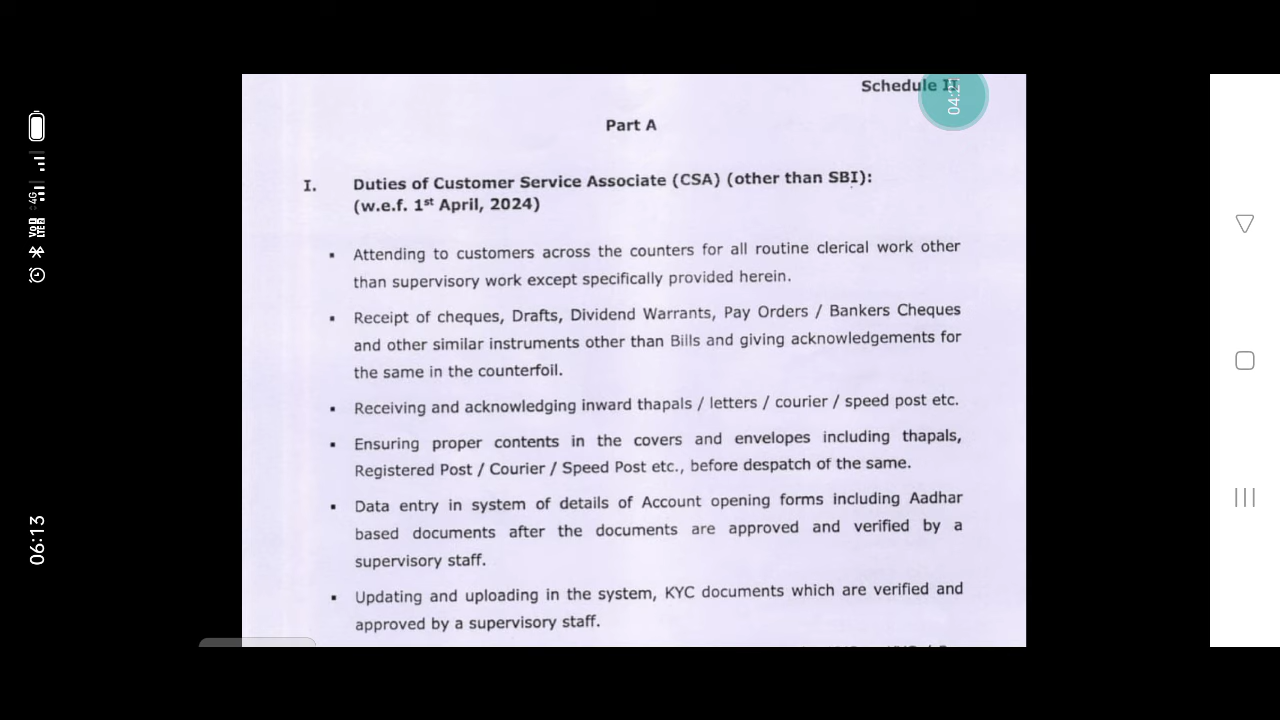 Schedule II
04:21
Part A
I. Duties of Customer Service Associate (CSA) (other than SBI):
(w.e.f. 1st April, 2024)
▪ Attending to customers across the counters for all routine clerical work other
than supervisory work except specifically provided herein.
▪ Receipt of cheques, Drafts, Dividend Warrants, Pay Orders / Bankers Cheques
and other similar instruments other than Bills and giving acknowledgements for
the same in the counterfoil.
▪ Receiving and acknowledging inward thapals / letters / courier / speed post etc.
▪ Ensuring proper contents in the covers and envelopes including thapals,
Registered Post / Courier / Speed Post etc., before despatch of the same.
▪ Data entry in system of details of Account opening forms including Aadhar
based documents after the documents are approved and verified by a
supervisory staff.
▪ Updating and uploading in the system, KYC documents which are verified and
approved by a supervisory staff.
4G
VoD
LTE2
06:13